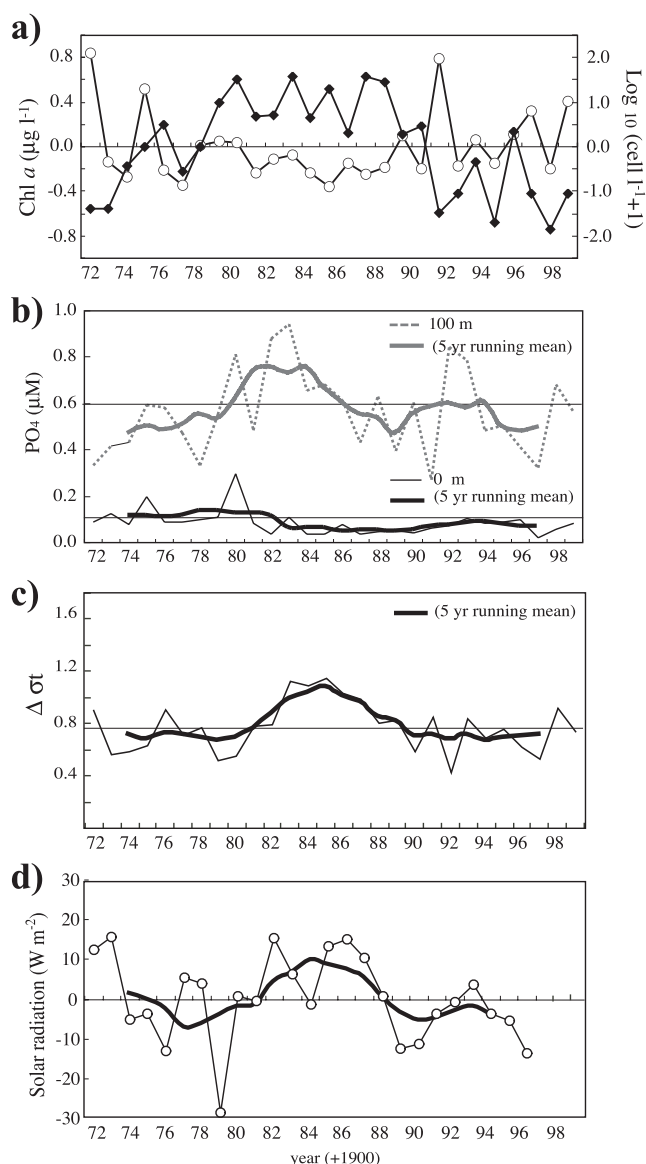 a)
0.8
0.4
0.0
-0.4
-0.8
Chl a (µg l-1)
2.0
1.0
0.0
-1.0
-2.0
Log 10 (cell l-1+1)
72 74 76 78 80 82 84 86 88 90 92 94 96 98
b)
1.0
0.8
0.6
0.4
0.2
0.0
PO4 (µM)
100 m
(5 yr running mean)
0 m
(5 yr running mean)
72 74 76 78 80 82 84 86 88 90 92 94 96 98
c)
1.6
1.2
0.8
0.4
Δ σt
(5 yr running mean)
72 74 76 78 80 82 84 86 88 90 92 94 96 98
d)
30
20
10
0
-10
-20
-30
Solar radiation (W m-2)
72 74 76 78 80 82 84 86 88 90 92 94 96 98
year (+1900)